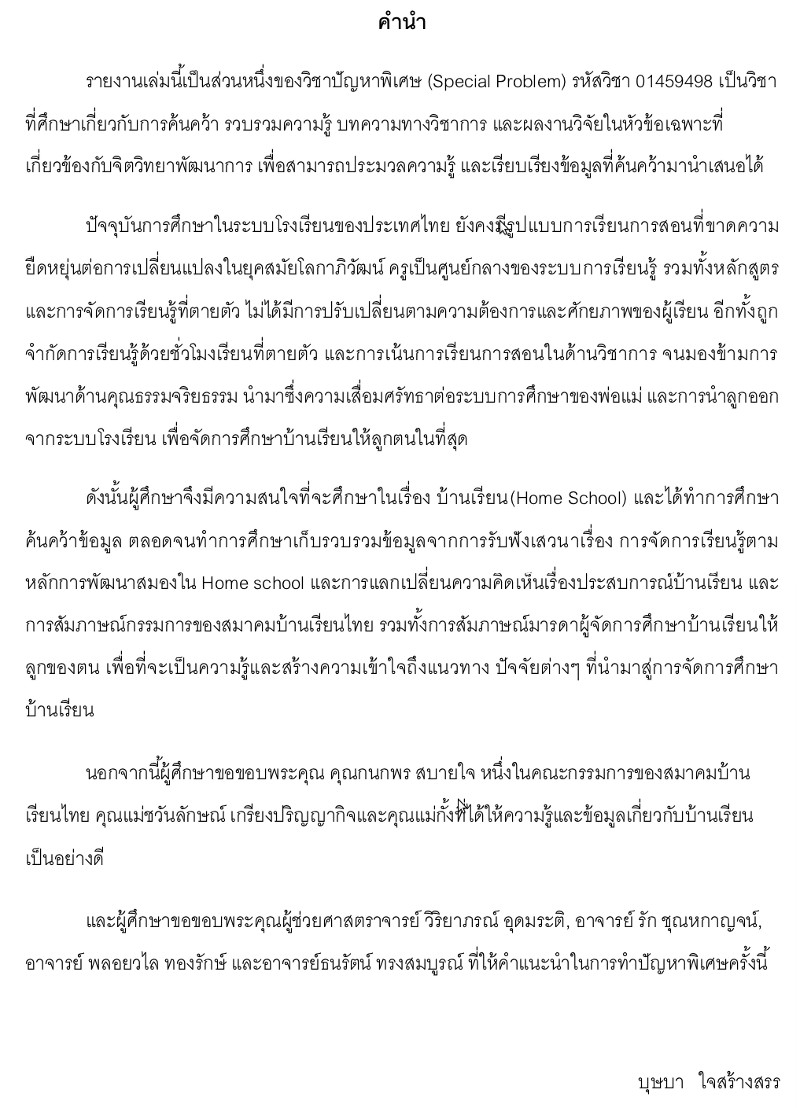 คำนำ
รายงานเล่มนี้เป็นส่วนหนึ่งของวิชาปัญหาพิเศษ (Special Problem) รหัสวิชา 01459498 เป็นวิชา
ที่ศึกษาเกี่ยวกับการค้นคว้า รวบรวมความรู้ บทความทางวิชาการ และผลงานวิจัยในหัวข้อเฉพาะที่
เกี่ยวข้องกับจิตวิทยาพัฒนาการ เพื่อสามารถประมวลความรู้ และเรียบเรียงข้อมูลที่ค้นคว้ามานำเสนอได้
ปัจจุบันการศึกษาในระบบโรงเรียนของประเทศไทย ยังคงมีรูปแบบการเรียนการสอนที่ขาดความ
ยืดหยุ่นต่อการเปลี่ยนแปลงในยุคสมัยโลกาภิวัฒน์ ครูเป็นศูนย์กลางของระบบการเรียนรู้ รวมทั้งหลักสูตร
และการจัดการเรียนรู้ที่ตายตัว ไม่ได้มีการปรับเปลี่ยนตามความต้องการและศักยภาพของผู้เรียน อีกทั้งถูก
จำกัดการเรียนรู้ด้วยชั่วโมงเรียนที่ตายตัว และการเน้นการเรียนการสอนในด้านวิชาการ จนมองข้ามการ
พัฒนาด้านคุณธรรมจริยธรรม นำมาซึ่งความเสื่อมศรัทธาต่อระบบการศึกษาของพ่อแม่ และการนำลูกออก
จากระบบโรงเรียน เพื่อจัดการศึกษาบ้านเรียนให้ลูกตนในที่สุด
ดังนั้นผู้ศึกษาจึงมีความสนใจที่จะศึกษาในเรื่อง บ้านเรียน(Home School) และได้ทำการศึกษา
ค้นคว้าข้อมูล ตลอดจนทำการศึกษาเก็บรวบรวมข้อมูลจากการรับฟังเสวนาเรื่อง การจัดการเรียนรู้ตาม
หลักการพัฒนาสมองใน Home school และการแลกเปลี่ยนความคิดเห็นเรื่องประสบการณ์บ้านเรียน และ
การสัมภาษณ์กรรมการของสมาคมบ้านเรียนไทย รวมทั้งการสัมภาษณ์มารดาผู้จัดการศึกษาบ้านเรียนให้
ลูกของตน เพื่อที่จะเป็นความรู้และสร้างความเข้าใจถึงแนวทาง ปัจจัยต่างๆ ที่นำมาสู่การจัดการศึกษา
บ้านเรียน
นอกจากนี้ผู้ศึกษาขอขอบพระคุณ คุณกนกพร สบายใจ หนึ่งในคณะกรรมการของสมาคมบ้าน
เรียนไทย คุณแม่ชวันลักษณ์ เกรียงปริญญากิจและคุณแม่กั้งที่ได้ให้ความรู้และข้อมูลเกี่ยวกับบ้านเรียน
เป็นอย่างดี
และผู้ศึกษาขอขอบพระคุณผู้ช่วยศาสตราจารย์ วิริยาภรณ์ อุดมระติ, อาจารย์ รัก ชุณหกาญจน์,
อาจารย์ พลอยวไล ทองรักษ์ และอาจารย์ธนรัตน์ ทรงสมบูรณ์ ที่ให้คำแนะนำในการทำปัญหาพิเศษครั้งนี้
บุษบา ใจสร้างสรร